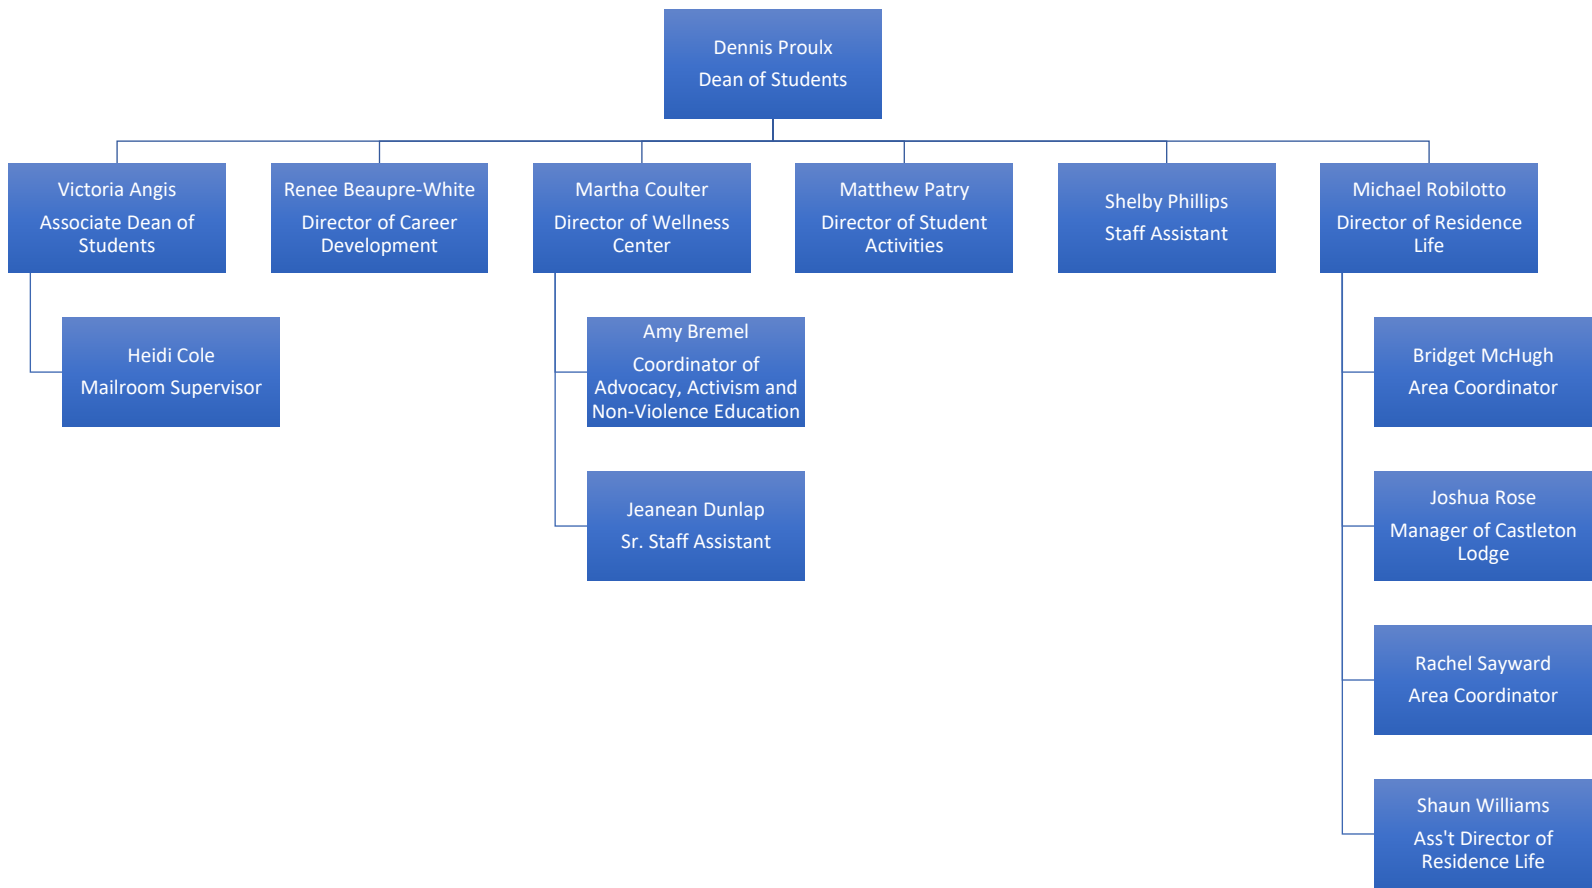 Dennis Proulx
Dean of Students
Victoria Angis
Associate Dean of
Students
Renee Beaupre-White
Director of Career
Development
Martha Coulter
Director of Wellness
Center
Matthew Patry
Director of Student
Activities
Shelby Phillips
Staff Assistant
Michael Robilotto
Director of Residence
Life
Heidi Cole
Mailroom Supervisor
Amy Bremel
Coordinator of
Advocacy, Activism and
Non-Violence Education
Bridget McHugh
Area Coordinator
Jeanean Dunlap
Sr. Staff Assistant
Joshua Rose
Manager of Castleton
Lodge
Rachel Sayward
Area Coordinator
Shaun Williams
Ass't Director of
Residence Life